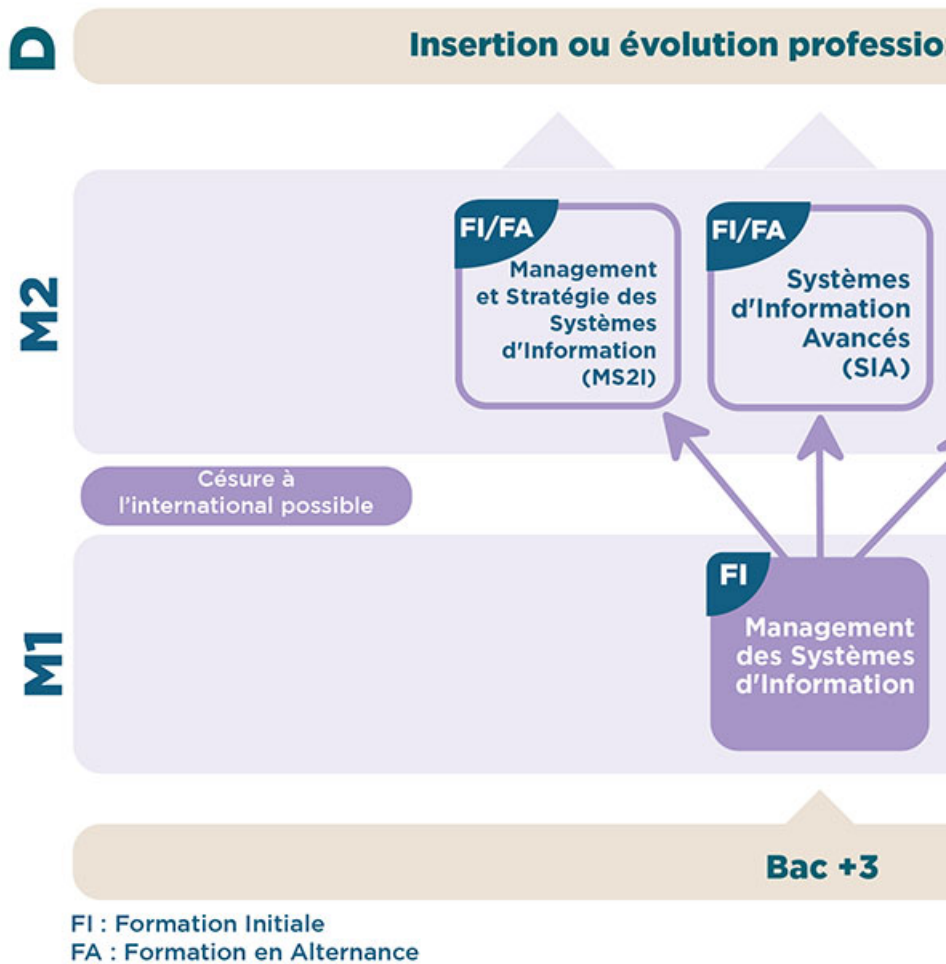 D
Insertion ou évolution
M2
FI/FA
Management
et Stratégie des
Systèmes
d'Information
(MS2I)
FI/FA
Systèmes
d'Information
Avancés
(SIA)
Césure à
l'international possible
M1
FI
Management
des Systèmes
d'Information
Bac +3
FI : Formation Initiale
FA : Formation en Alternance